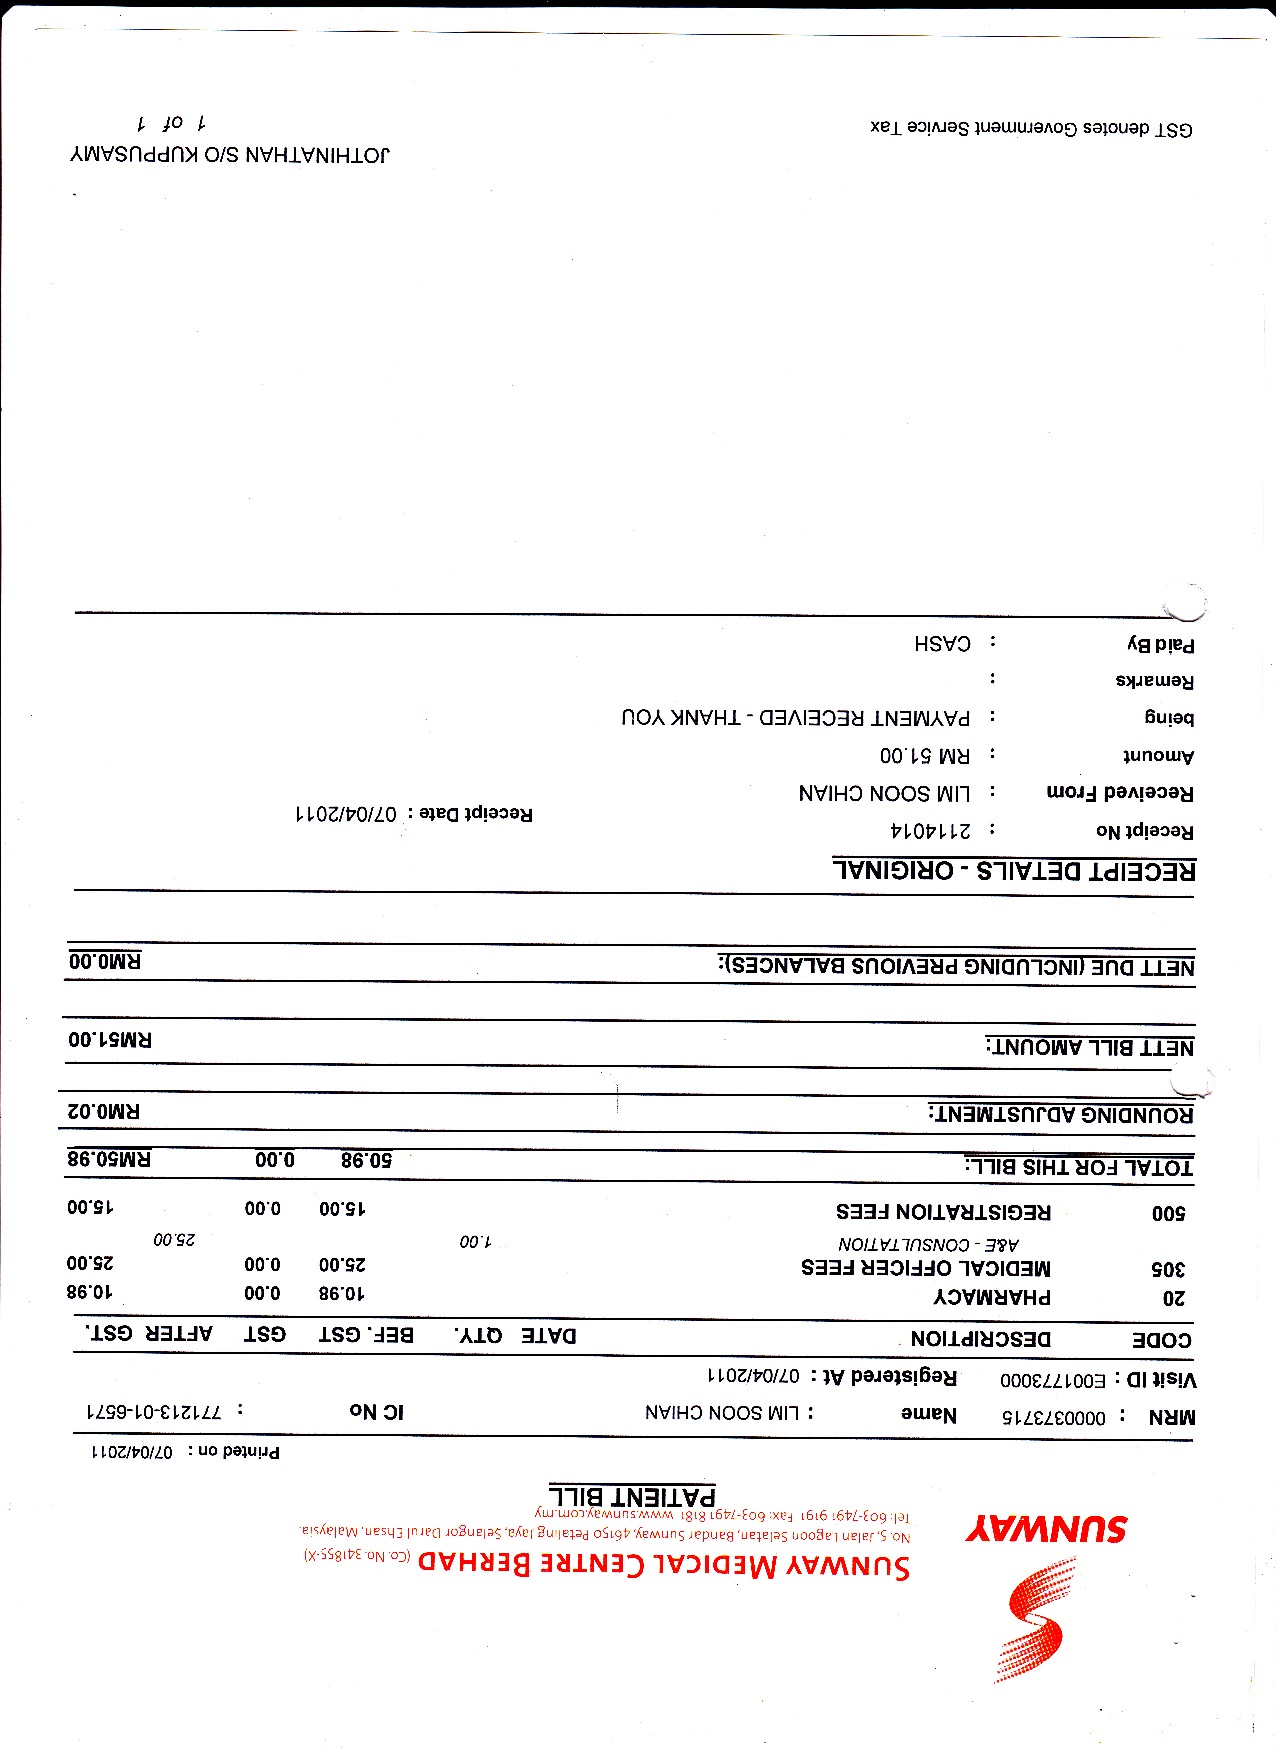 SUNWAY
SUNWAY MEDICAL CENTRE BERHAD (Co. No. 341855-X)
No. 5, Jalan Lagoon Selatan, Bandar Sunway, 46150 Petaling Jaya, Selangor Darul Ehsan, Malaysia.
Tel: 603-7491 9191 Fax: 603-7491 8181 www.sunway.com.my
PATIENT BILL
Printed on : 07/04/2011
MRN : 0000373715 Name : LIM SOON CHIAN IC No : 771213-01-6571
Visit ID : E001773000 Registered At : 07/04/2011
CODE DESCRIPTION DATE QTY. BEF. GST GST AFTER GST.
20 PHARMACY 10.98 0.00 10.98
305 MEDICAL OFFICER FEES 25.00 0.00 25.00
A&E - CONSULTATION 1.00 25.00
500 REGISTRATION FEES 15.00 0.00 15.00
TOTAL FOR THIS BILL: 50.98 0.00 RM50.98
ROUNDING ADJUSTMENT: RM0.02
NETT BILL AMOUNT: RM51.00
NETT DUE (INCLUDING PREVIOUS BALANCES): RM0.00
RECEIPT DETAILS - ORIGINAL
Receipt No : 2114014 Receipt Date : 07/04/2011
Received From : LIM SOON CHIAN
Amount : RM 51.00
being : PAYMENT RECEIVED - THANK YOU
Remarks :
Paid By : CASH
JOTHINATHAN S/O KUPPUSAMY
GST denotes Government Service Tax 1 of 1